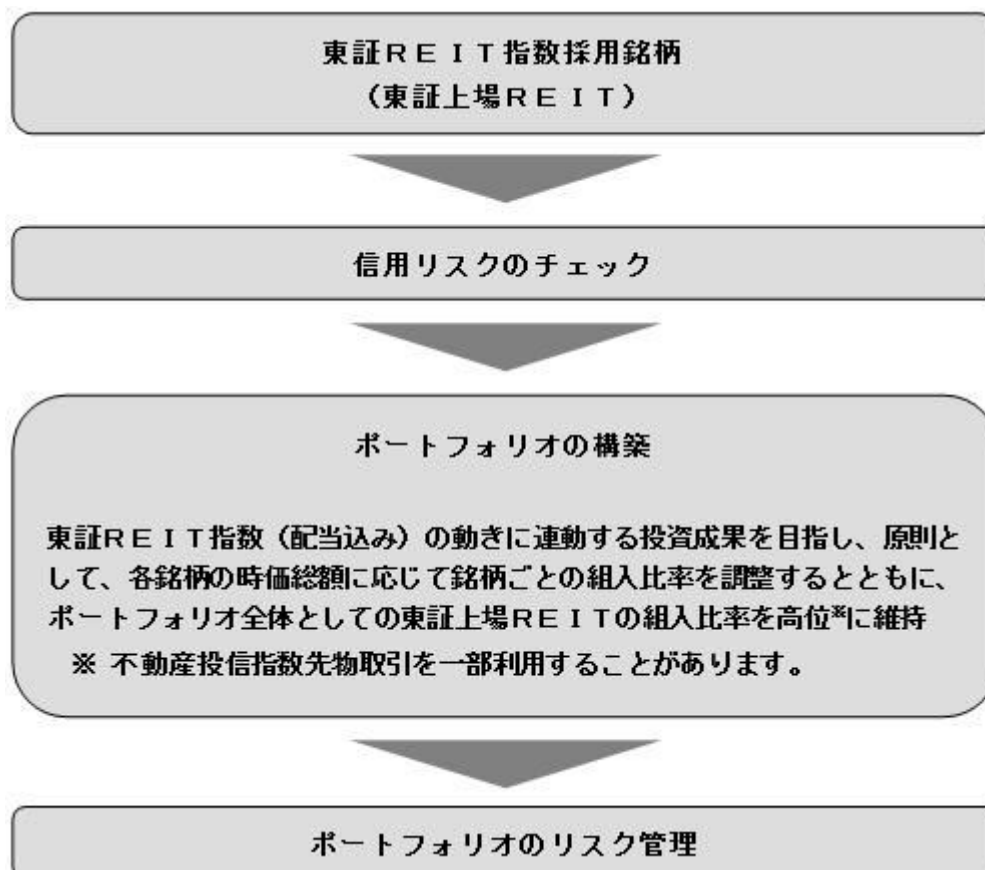 東証ＲＥＩＴ指数採用銘柄
（東証上場ＲＥＩＴ）
信用リスクのチェック
ポートフォリオの構築
東証ＲＥＩＴ指数（配当込み）の動きに連動する投資成果を目指し、原則と
して、各銘柄の時価総額に応じて銘柄ごとの組入比率を調整するとともに、
ポートフォリオ全体としての東証上場ＲＥＩＴの組入比率を高位※に維持
※ 不動産投信指数先物取引を一部利用することがあります。
ポートフォリオのリスク管理